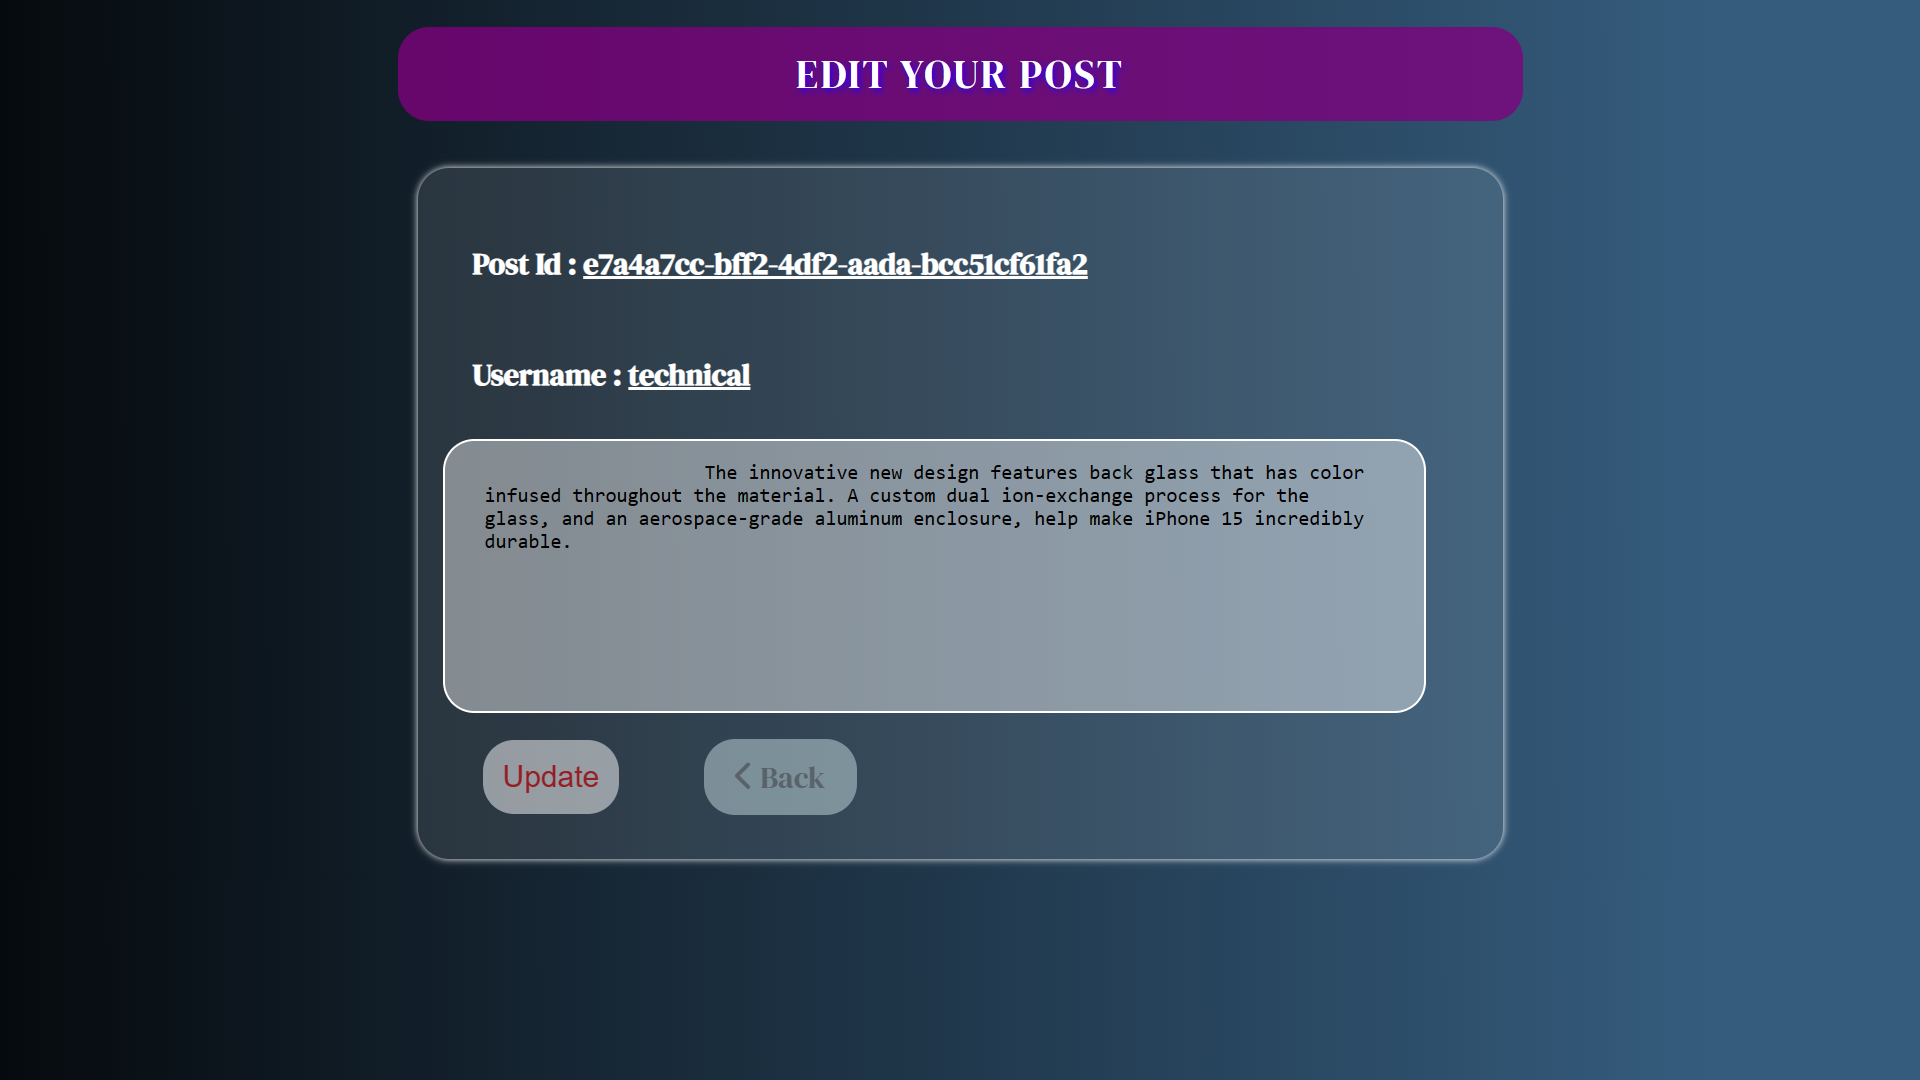 EDIT YOUR POST
Post Id : e7a4a7cc-bff2-4df2-aada-bcc51cf61fa2
Username : technical
The innovative new design features back glass that has color
infused throughout the material. A custom dual ion-exchange process for the
glass, and an aerospace-grade aluminum enclosure, help make iPhone 15 incredibly
durable.
Update
Back